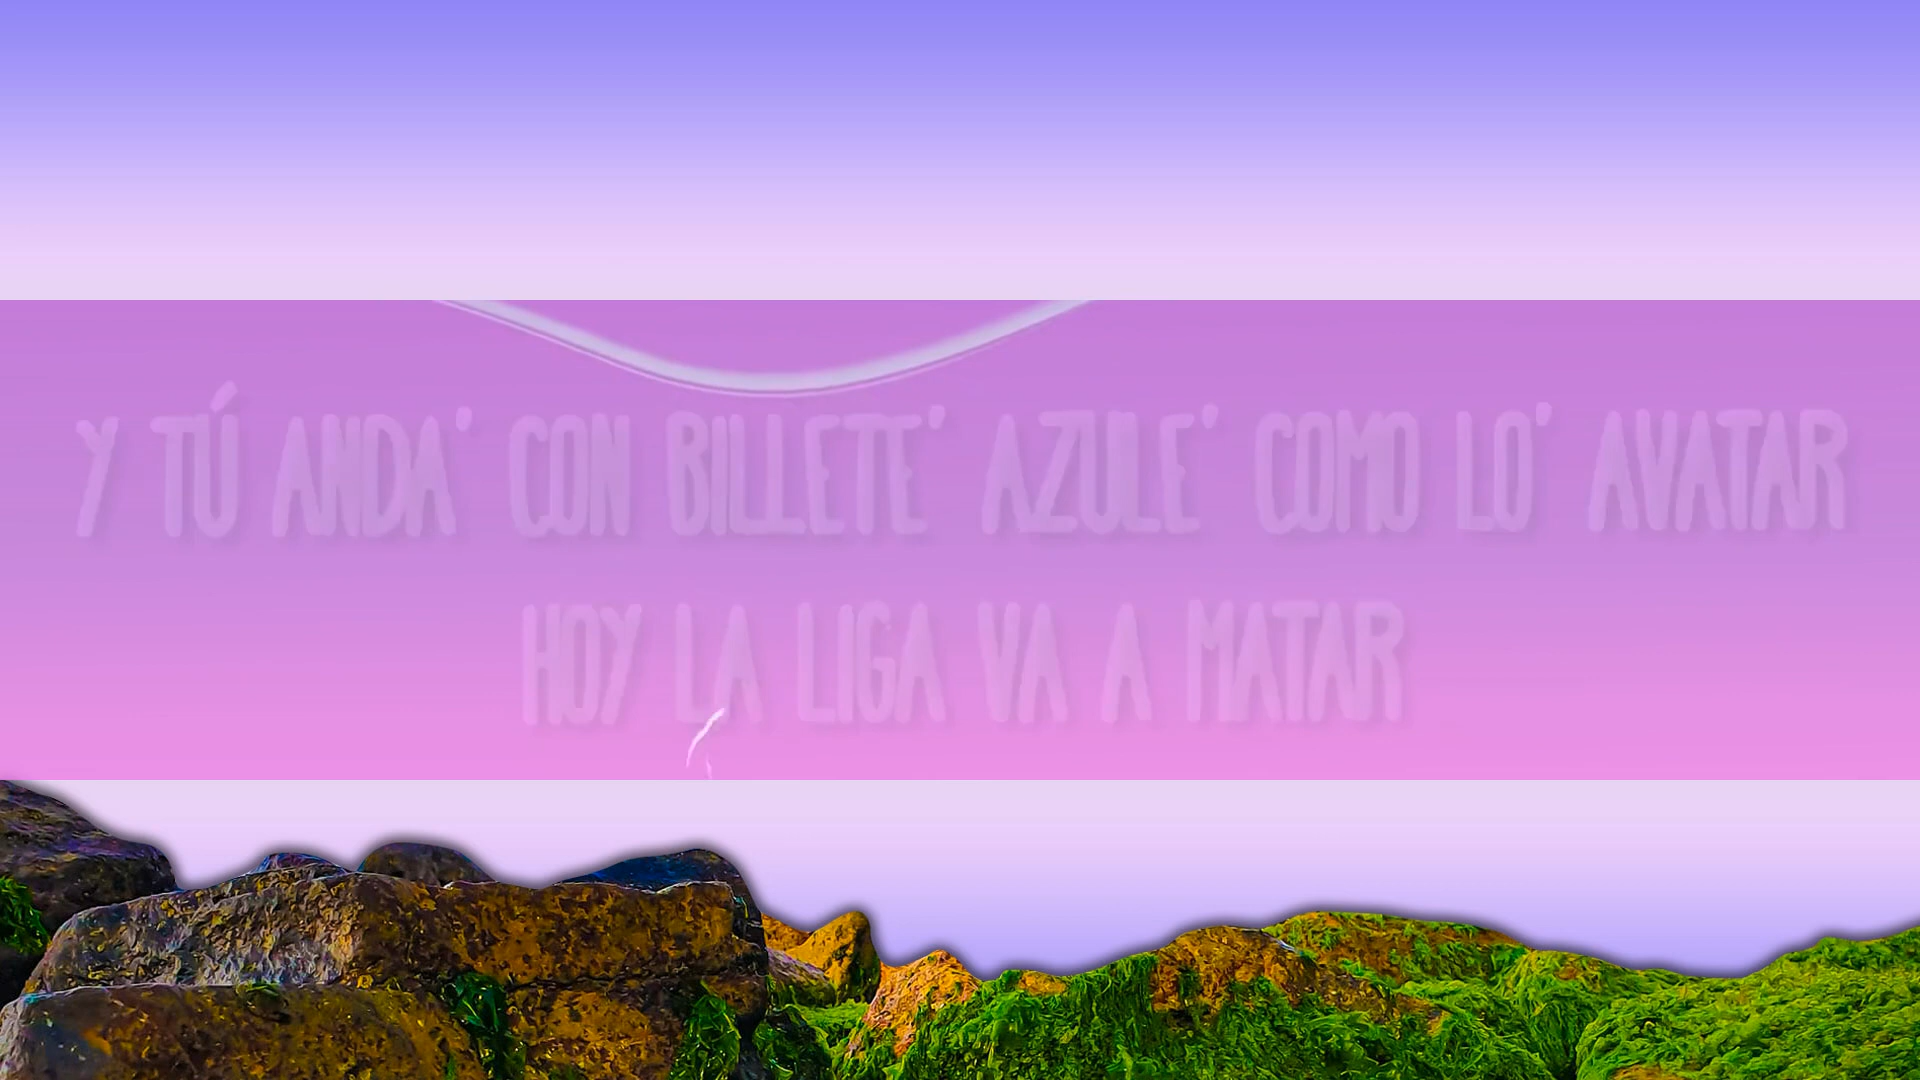 Y TÚ ANDA' CON BILLETE' AZULE' COMO LO' AVATAR
HOY LA LIGA VA A MATAR